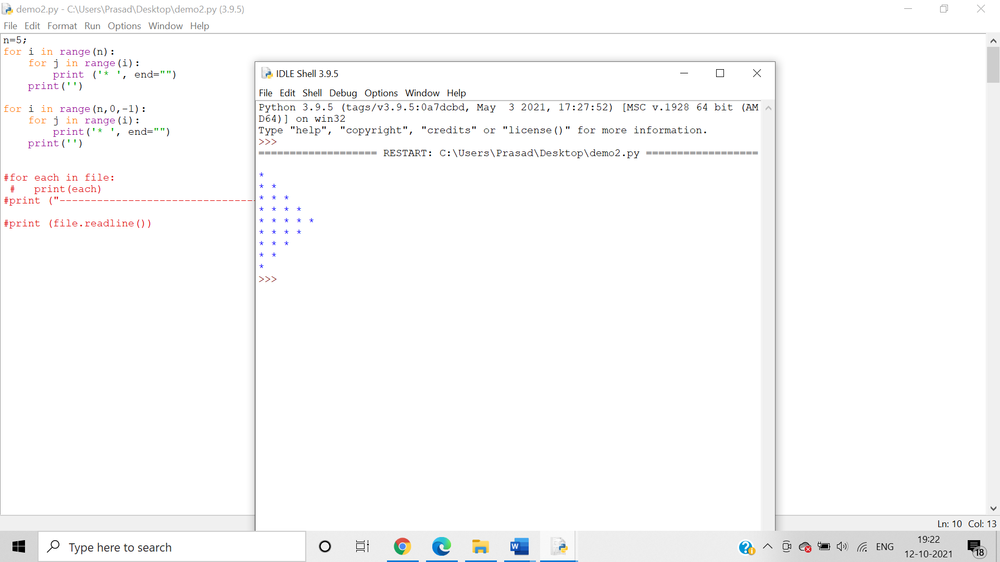 demo2.py - C:\Users\Prasad\Desktop\demo2.py (3.9.5)
File Edit Format Run Options Window Help
n=5;
for i in range(n):
    for j in range(i):
        print ('* ', end="")
    print('')

for i in range(n,0,-1):
    for j in range(i):
        print('* ', end="")
    print('')

#for each in file:
 #   print(each)
#print ("--------------------------------
#print (file.readline())
IDLE Shell 3.9.5
File Edit Shell Debug Options Window Help
Python 3.9.5 (tags/v3.9.5:0a7dcbd, May  3 2021, 17:27:52) [MSC v.1928 64 bit (AM
D64)] on win32
Type "help", "copyright", "credits" or "license()" for more information.
>>>
=================== RESTART: C:\Users\Prasad\Desktop\demo2.py ==================

*
* *
* * *
* * * *
* * * * *
* * * *
* * *
* *
*
>>>
Ln: 10 Col: 13
Type here to search
W
ENG
19:22
12-10-2021
18